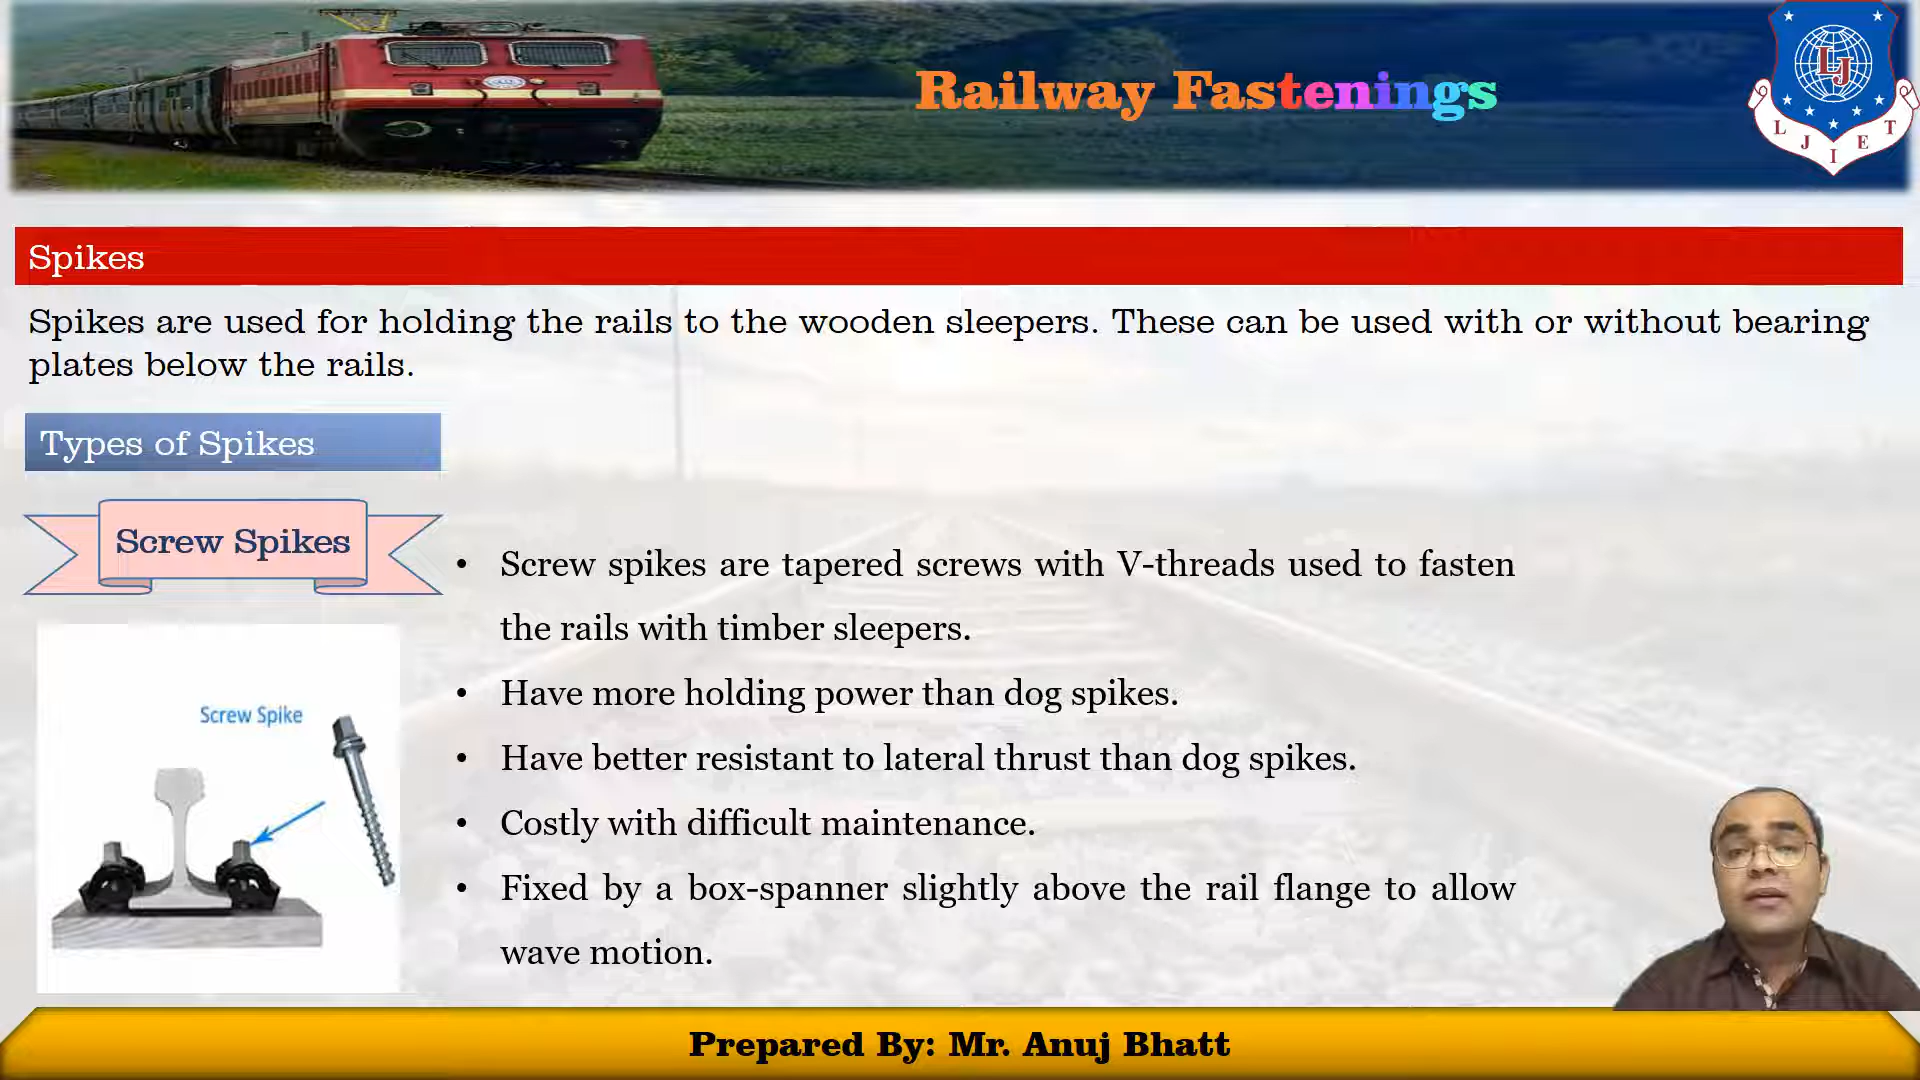 Railway Fastenings
LJ
L J I E T
Spikes
Spikes are used for holding the rails to the wooden sleepers. These can be used with or without bearing
plates below the rails.
Types of Spikes
Screw Spikes
• Screw spikes are tapered screws with V-threads used to fasten
the rails with timber sleepers.
• Have more holding power than dog spikes.
• Have better resistant to lateral thrust than dog spikes.
• Costly with difficult maintenance.
• Fixed by a box-spanner slightly above the rail flange to allow
wave motion.
Screw Spike
Prepared By: Mr. Anuj Bhatt